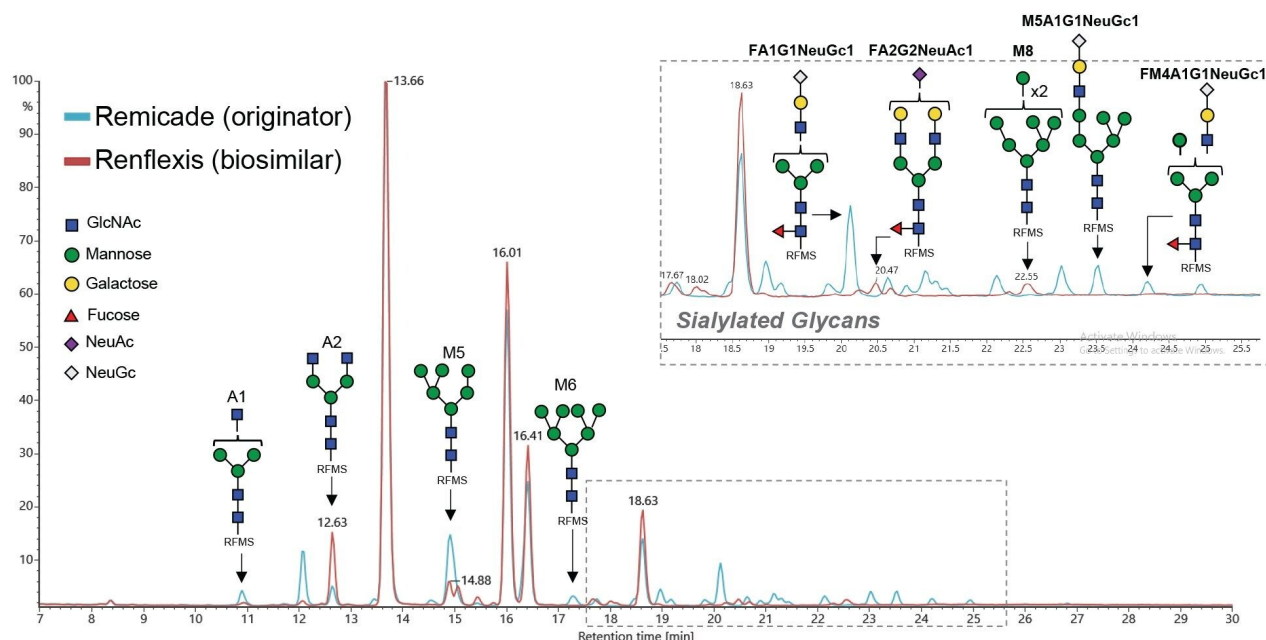 M5A1G1NeuGc1
FA1G1NeuGc1 FA2G2NeuAc1 M8
FM4A1G1NeuGc1
x2
18.63
RFMS RFMS RFMS RFMS RFMS
17.67 18.02 20.47 22.55
Sialylated Glycans
Activate Windows
Go to Settings to activate Windows.
5 18 18.5 19 19.5 20 20.5 21 21.5 22 22.5 23 23.5 24 24.5 25 25.5
100
%
90
80
70
60
50
40
30
20
10
Remicade (originator)
Renflexis (biosimilar)
GlcNAc
Mannose
Galactose
Fucose
NeuAc
NeuGc
13.66
16.01
A2 M5
A1 M6
16.41
RFMS RFMS
RFMS RFMS
12.63
14.88
18.63
7 8 9 10 11 12 13 14 15 16 17 18 19 20 21 22 23 24 25 26 27 28 29 30
Retention time [min]